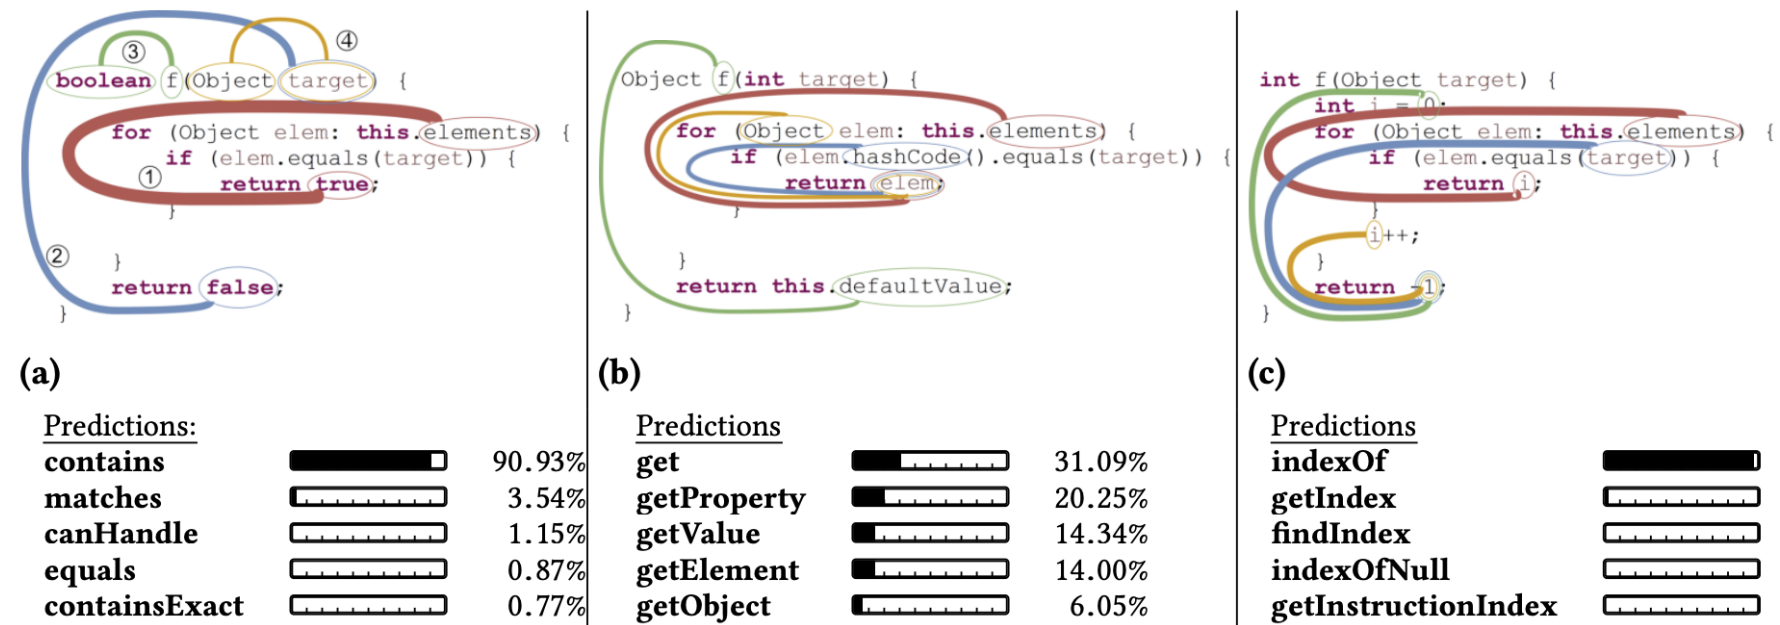 ③
④
boolean f(Object target) {
for (Object elem: this.elements) {
if (elem.equals(target)) {
①
return true;
}
②
}
return false;
}
(a)
Predictions:
contains 90.93%
matches 3.54%
canHandle 1.15%
equals 0.87%
containsExact 0.77%
Object f(int target) {
for (Object elem: this.elements) {
if (elem.hashCode().equals(target)) {
return elem;
}
}
return this.defaultValue;
}
(b)
Predictions
get 31.09%
getProperty 20.25%
getValue 14.34%
getElement 14.00%
getObject 6.05%
int f(Object target) {
int i = 0;
for (Object elem: this.elements) {
if (elem.equals(target)) {
return i;
}
i++;
}
return -1;
}
(c)
Predictions
indexOf
getIndex
findIndex
indexOfNull
getInstructionIndex